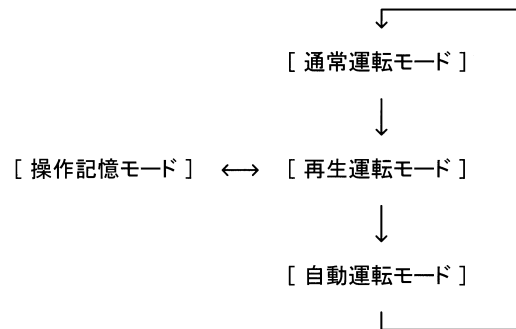 [ 通常運転モード ]
[ 操作記憶モード ] ←→ [ 再生運転モード ]
[ 自動運転モード ]